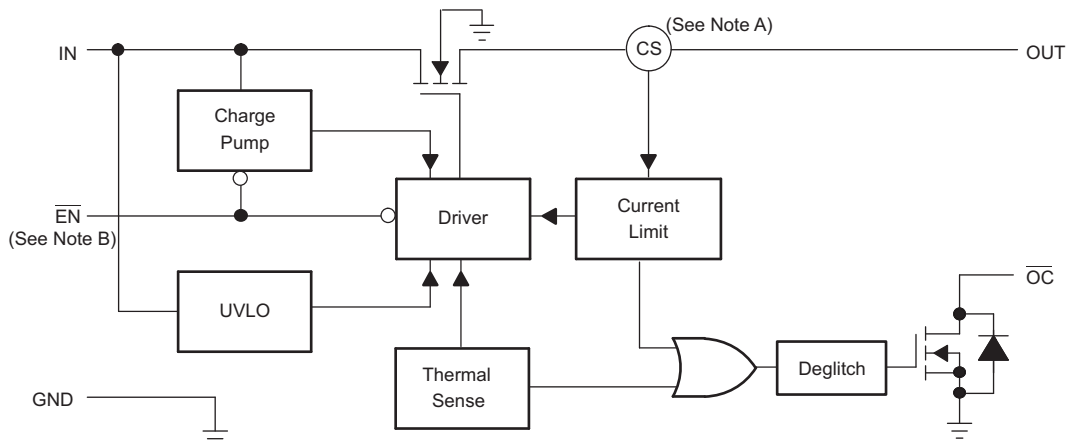 (See Note A)
IN
CS
OUT
Charge
Pump
EN
(See Note B)
Driver
Current
Limit
OC
UVLO
Thermal
Sense
Deglitch
GND